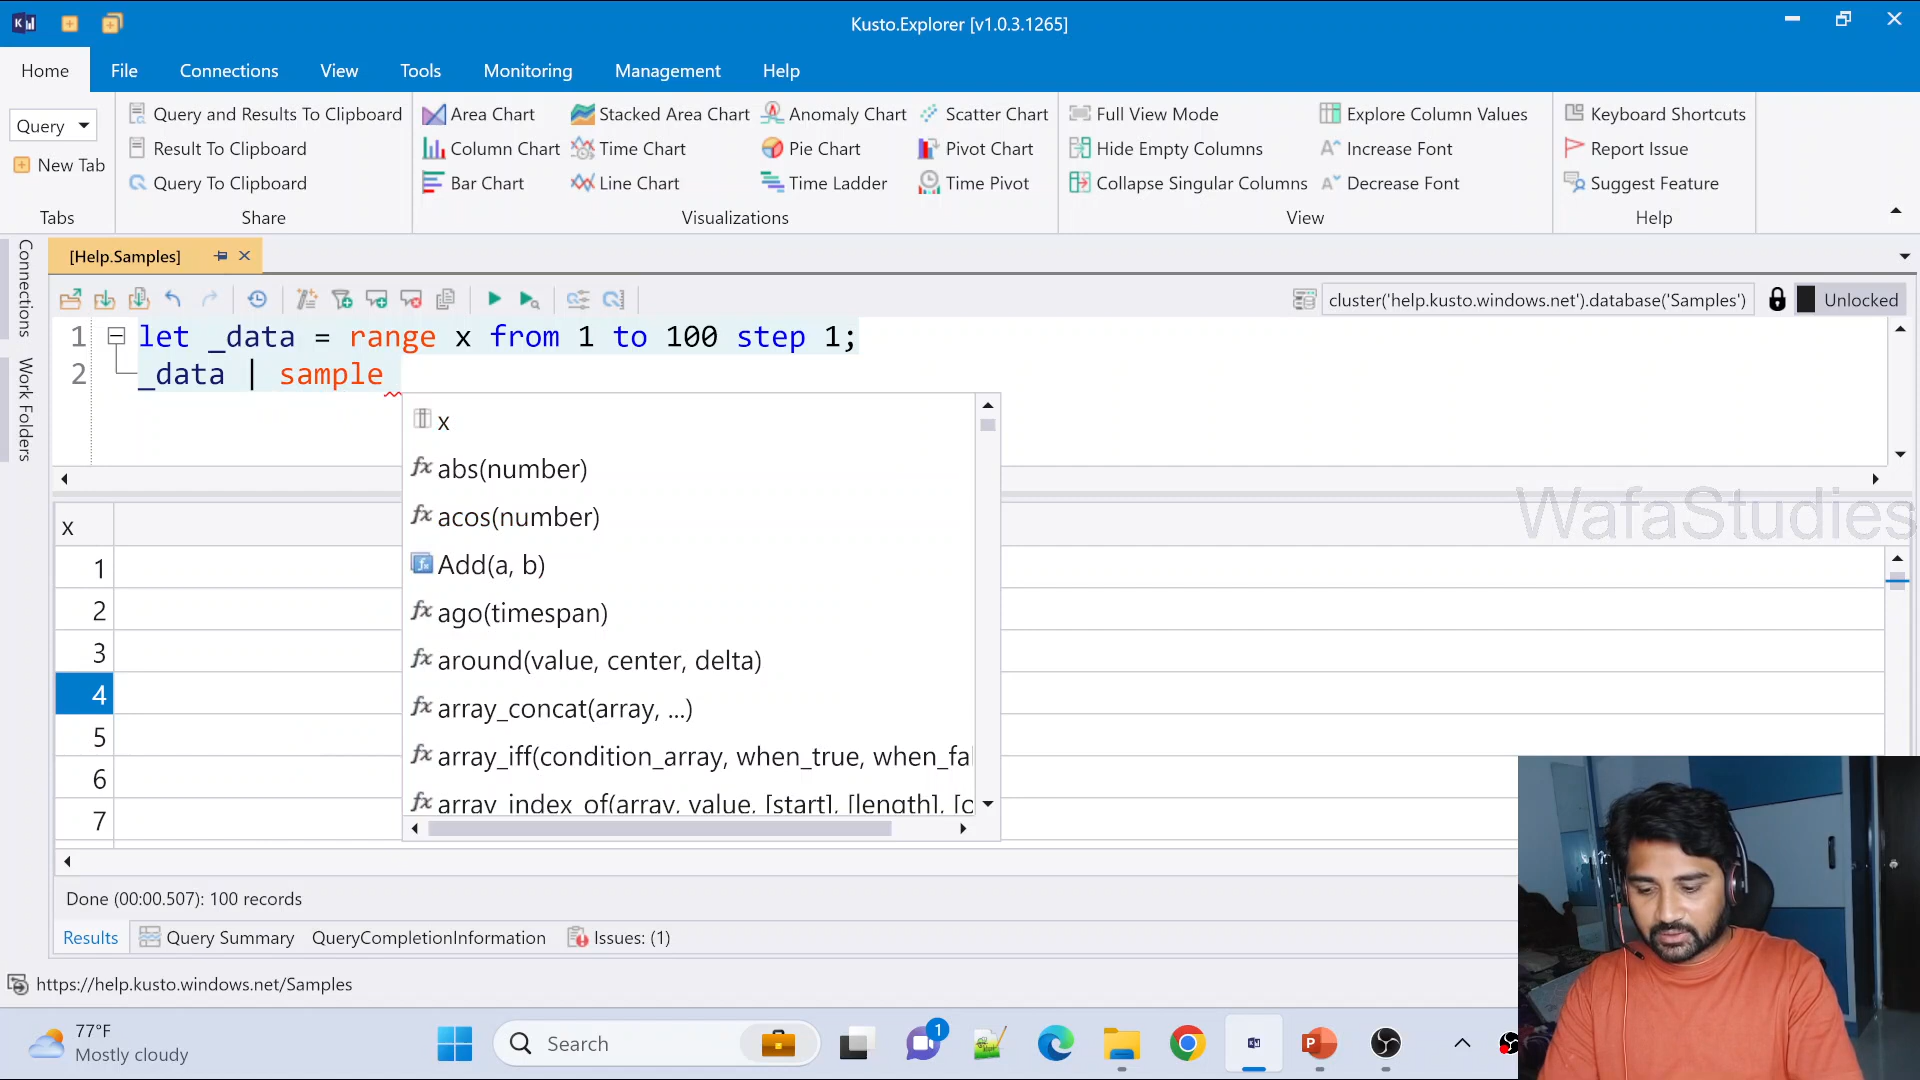 Kusto.Explorer [v1.0.3.1265]
Home File Connections View Tools Monitoring Management Help
Query
New Tab
Tabs
Query and Results To Clipboard
Result To Clipboard
Query To Clipboard
Share
Area Chart Stacked Area Chart Anomaly Chart Scatter Chart
Column Chart Time Chart Pie Chart Pivot Chart
Bar Chart Line Chart Time Ladder Time Pivot
Visualizations
Full View Mode Explore Column Values
Hide Empty Columns Increase Font
Collapse Singular Columns Decrease Font
View
Keyboard Shortcuts
Report Issue
Suggest Feature
Help
Connections
Work Folders
[Help.Samples]
cluster('help.kusto.windows.net').database('Samples') Unlocked
1 let _data = range x from 1 to 100 step 1;
2 _data | sample
x
abs(number)
acos(number)
Add(a, b)
ago(timespan)
around(value, center, delta)
array_concat(array, ...)
array_iff(condition_array, when_true, when_fal
array_index_of(array, value, [start], [length], [o
WafaStudies
x
1
2
3
4
5
6
7
Done (00:00.507): 100 records
Results Query Summary QueryCompletionInformation Issues: (1)
https://help.kusto.windows.net/Samples
77°F
Mostly cloudy
Search
1